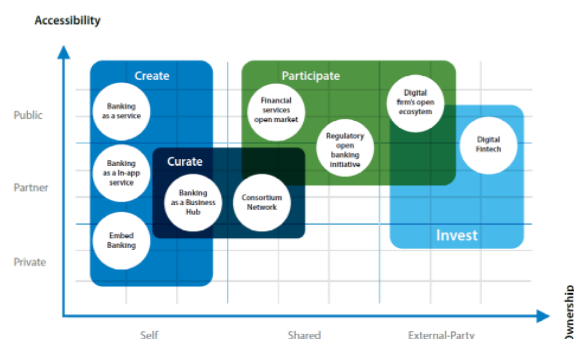 Accessibility
Create
Participate
Public
Banking
as a service
Financial
services
open market
Digital
firm's open
ecosytem
Regulatory
open
banking
initiative
Digital
Fintech
Partner
Banking
as a In-app
service
Curate
Banking
as a Business
Hub
Consortium
Network
Embed
Banking
Invest
Private
Self
Shared
External-Party
Ownership